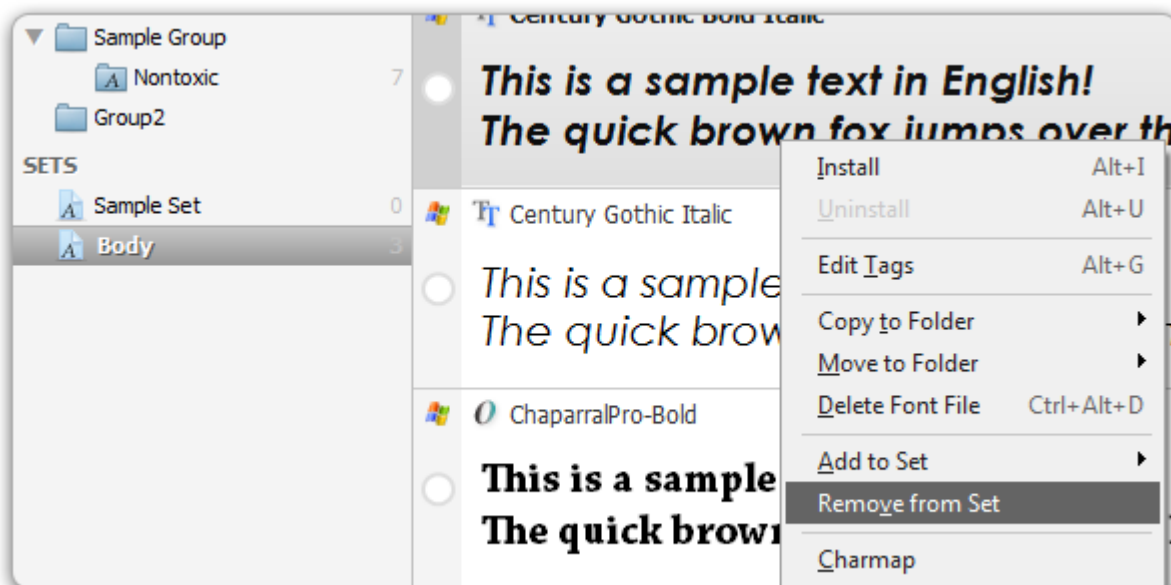 Sample Group
Nontoxic 7
Group2
SETS
Sample Set 0
Body 3
Century Gothic Bold Italic
This is a sample text in English!
The quick brown fox jumps over th
Century Gothic Italic
This is a sample
The quick brow
ChaparralPro-Bold
This is a sample
The quick brown
Install Alt+I
Uninstall Alt+U
Edit Tags Alt+G
Copy to Folder
Move to Folder
Delete Font File Ctrl+Alt+D
Add to Set
Remove from Set
Charmap